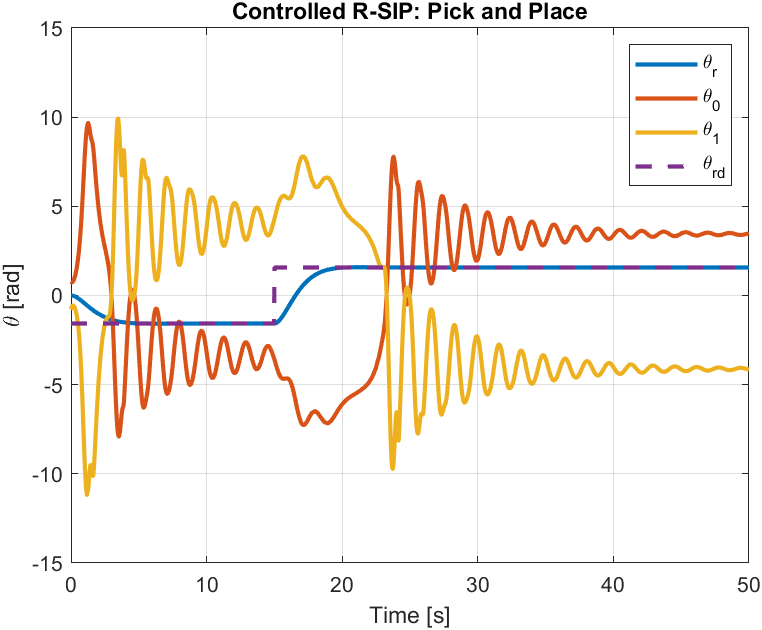 Controlled R-SIP: Pick and Place
15
10
5
0
-5
-10
-15
θ [rad]
θr
θ0
θ1
θrd
0 10 20 30 40 50
Time [s]